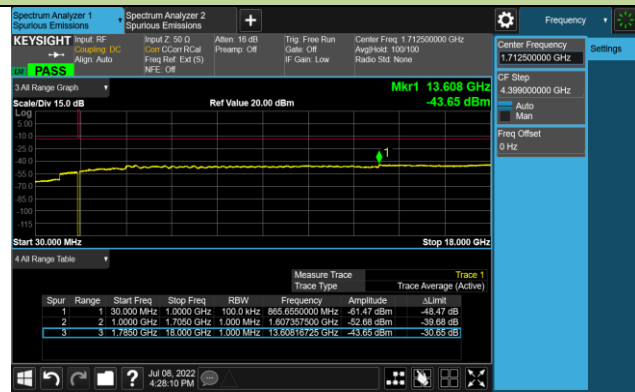 Spectrum Analyzer 1
Spurious Emissions
Spectrum Analyzer 2
Spurious Emissions
Frequency
KEYSIGHT
Input: RF
Coupling: DC
Align: Auto
Input Z: 50 Ω
Corr CCorr RCal
Freq Ref: Ext (S)
NFE: Off
Atten: 16 dB
Preamp: Off
Trig: Free Run
Gate: Off
IF Gain: Low
Center Freq: 1.712500000 GHz
Avg|Hold: 100/100
Radio Std: None
PASS
Center Frequency
1.712500000 GHz
Settings
CF Step
4.399000000 GHz
Auto
Man
Freq Offset
0 Hz
3 All Range Graph
Mkr1 13.608 GHz
Scale/Div 15.0 dB
Ref Value 20.00 dBm
-43.65 dBm
Log
5.00
-10.0
-25.0
-40.0
-55.0
-70.0
-85.0
-100
-115
1
Start 30.000 MHz
Stop 18.000 GHz
4 All Range Table
Measure Trace Trace 1
Trace Type Trace Average (Active)
Spur Range Start Freq Stop Freq RBW Frequency Amplitude ΔLimit
1 1 30.000 MHz 1.0000 GHz 100.0 kHz 865.6550000 MHz -61.47 dBm -48.47 dB
2 2 1.0000 GHz 1.7050 GHz 1.000 MHz 1.607357500 GHz -52.68 dBm -39.68 dB
3 3 1.7850 GHz 18.000 GHz 1.000 MHz 13.60816725 GHz -43.65 dBm -30.65 dB
Jul 08, 2022
4:28:10 PM